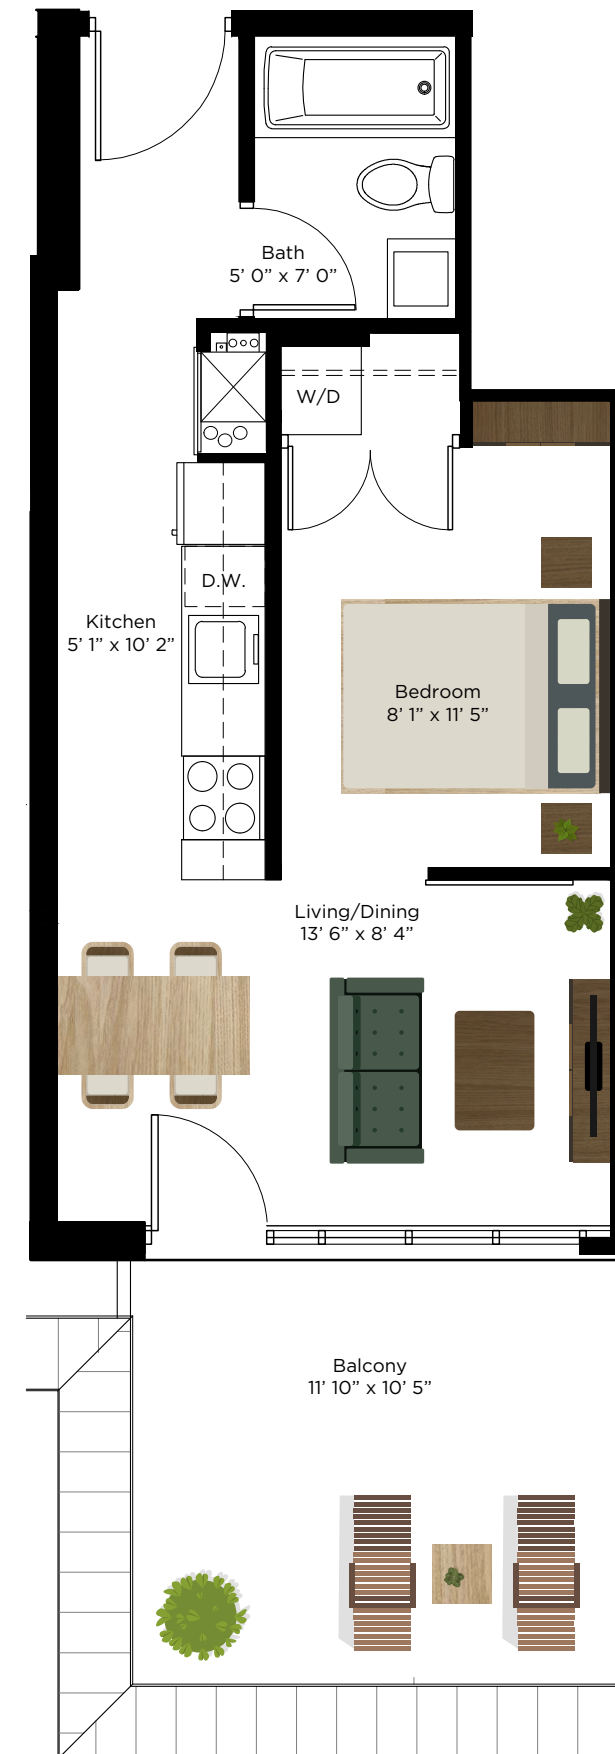 Bath
5’ 0” x 7’ 0”
W/D
D.W.
Kitchen
5’ 1” x 10’ 2”
Bedroom
8’ 1” x 11’ 5”
Living/Dining
13’ 6” x 8’ 4”
Balcony
11’ 10” x 10’ 5”